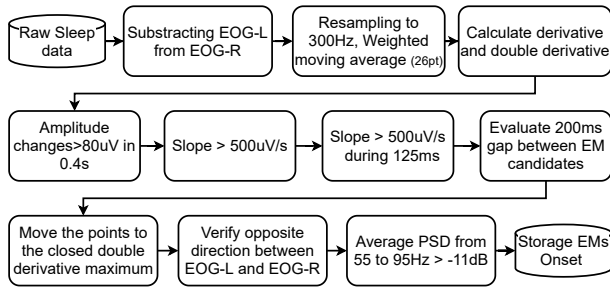 Raw Sleep
data
Substracting EOG-L
from EOG-R
Resampling to
300Hz, Weighted
moving average (26pt)
Calculate derivative
and double derivative
Amplitude
changes>80uV in
0.4s
Slope > 500uV/s
Slope > 500uV/s
during 125ms
Evaluate 200ms
gap between EM
candidates
Move the points to
the closed double
derivative maximum
Verify opposite
direction between
EOG-L and EOG-R
Average PSD from
55 to 95Hz > -11dB
Storage EMs
Onset